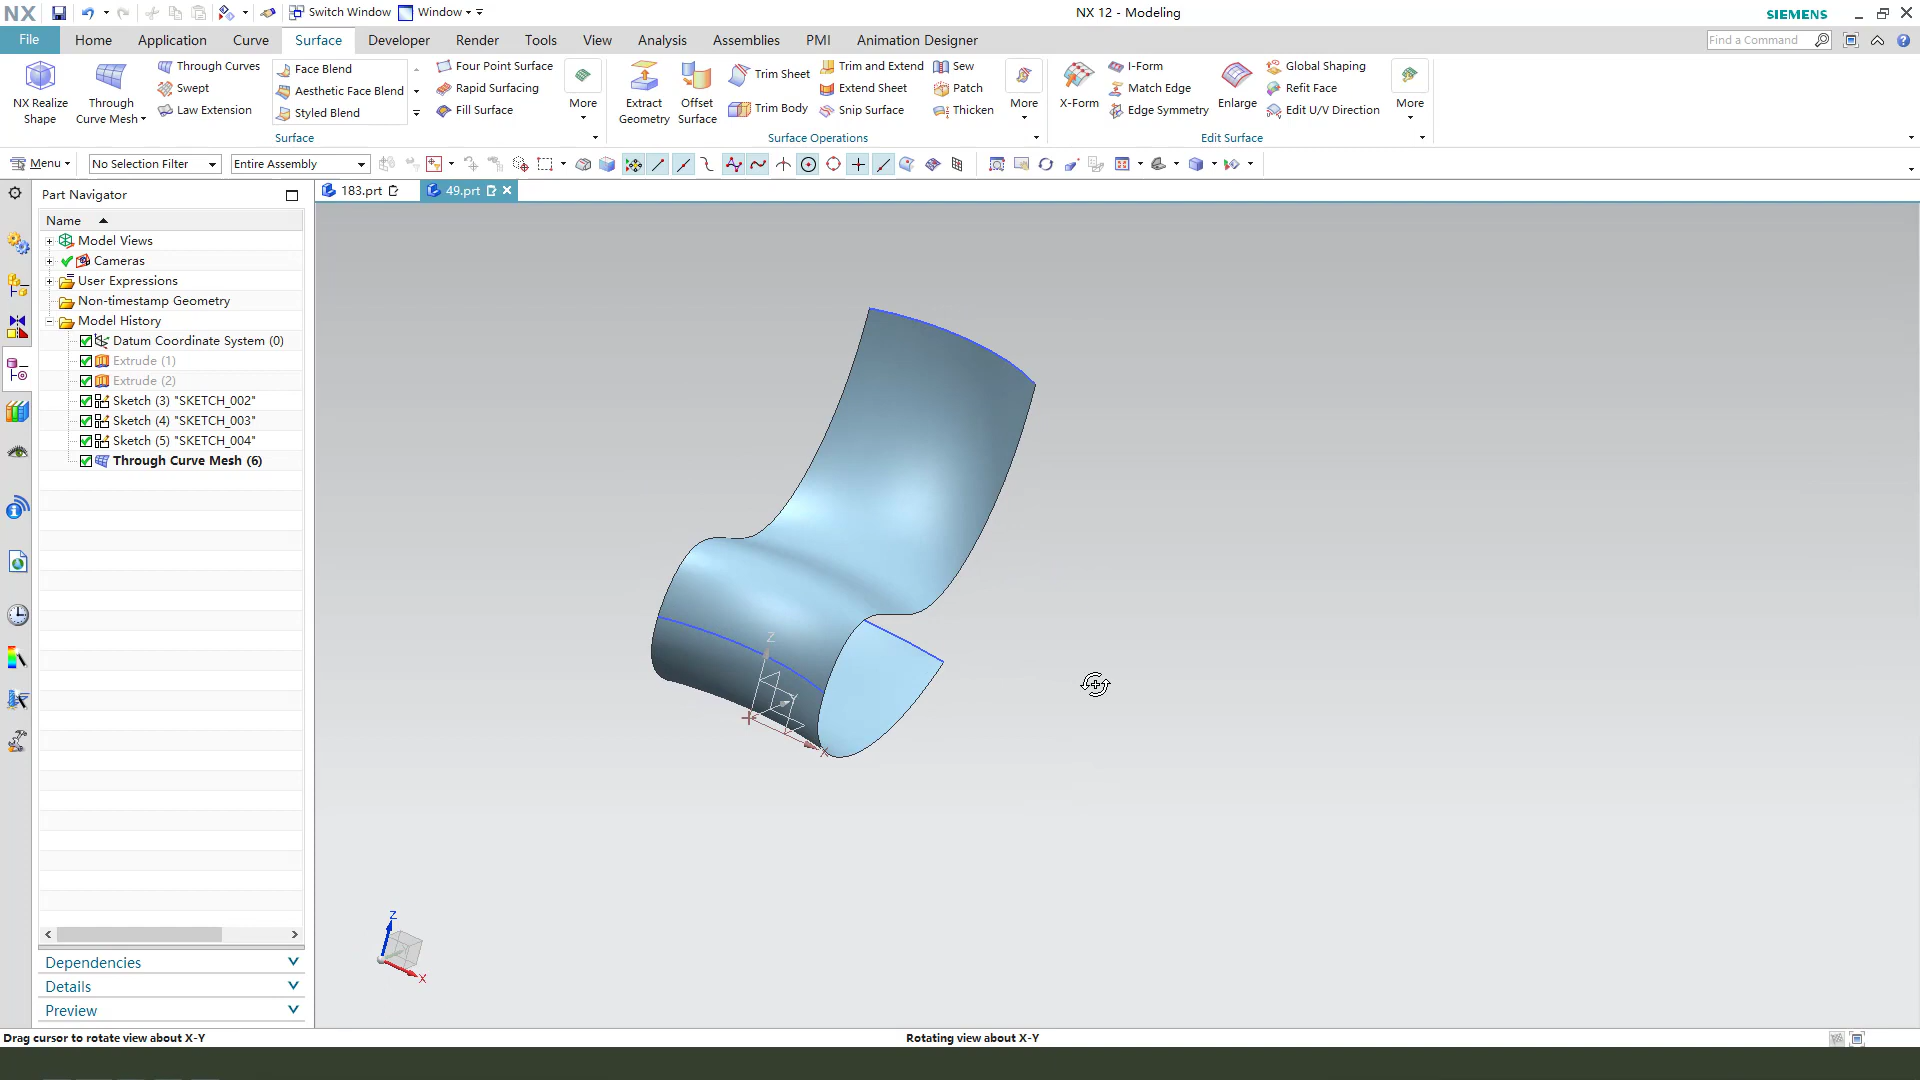 NX
Switch Window
Window
NX 12 - Modeling
SIEMENS
File
Home
Application
Curve
Surface
Developer
Render
Tools
View
Analysis
Assemblies
PMI
Animation Designer
Find a Command
NX Realize
Shape
Through
Curve Mesh
Through Curves
Swept
Law Extension
Face Blend
Aesthetic Face Blend
Styled Blend
Four Point Surface
Rapid Surfacing
Fill Surface
More
Surface
Extract
Geometry
Offset
Surface
Trim Sheet
Trim Body
Trim and Extend
Extend Sheet
Snip Surface
Sew
Patch
Thicken
More
Surface Operations
X-Form
I-Form
Match Edge
Edge Symmetry
Enlarge
Global Shaping
Refit Face
Edit U/V Direction
More
Edit Surface
Menu
No Selection Filter
Entire Assembly
Part Navigator
183.prt
49.prt
Name
Model Views
Cameras
User Expressions
Non-timestamp Geometry
Model History
Datum Coordinate System (0)
Extrude (1)
Extrude (2)
Sketch (3) "SKETCH_002"
Sketch (4) "SKETCH_003"
Sketch (5) "SKETCH_004"
Through Curve Mesh (6)
Z
Y
X
Z
X
Dependencies
Details
Preview
Drag cursor to rotate view about X-Y
Rotating view about X-Y